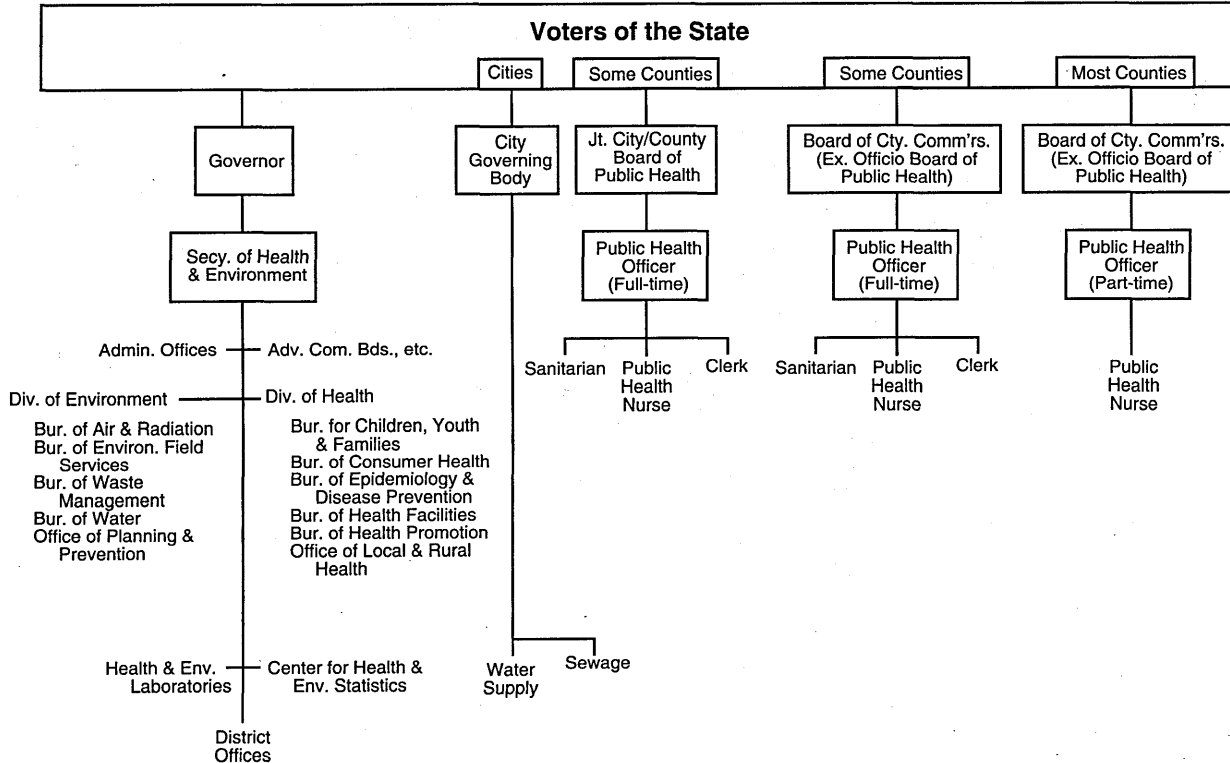 Voters of the State
Cities
Some Counties
Some Counties
Most Counties
Governor
City
Governing
Body
Jt. City/County
Board of
Public Health
Board of Cty. Comm'rs.
(Ex. Officio Board of
Public Health)
Board of Cty. Comm'rs.
(Ex. Officio Board of
Public Health)
Secy. of Health
& Environment
Public Health
Officer
(Full-time)
Public Health
Officer
(Full-time)
Public Health
Officer
(Part-time)
Admin. Offices
Adv. Com. Bds., etc.
Sanitarian
Public
Health
Nurse
Clerk
Sanitarian
Public
Health
Nurse
Clerk
Public
Health
Nurse
Div. of Environment
Div. of Health
Bur. of Air & Radiation
Bur. of Environ. Field
Services
Bur. of Waste
Management
Bur. of Water
Office of Planning &
Prevention
Bur. for Children, Youth
& Families
Bur. of Consumer Health
Bur. of Epidemiology &
Disease Prevention
Bur. of Health Facilities
Bur. of Health Promotion
Office of Local & Rural
Health
Health & Env.
Laboratories
Center for Health &
Env. Statistics
Water
Supply
Sewage
District
Offices